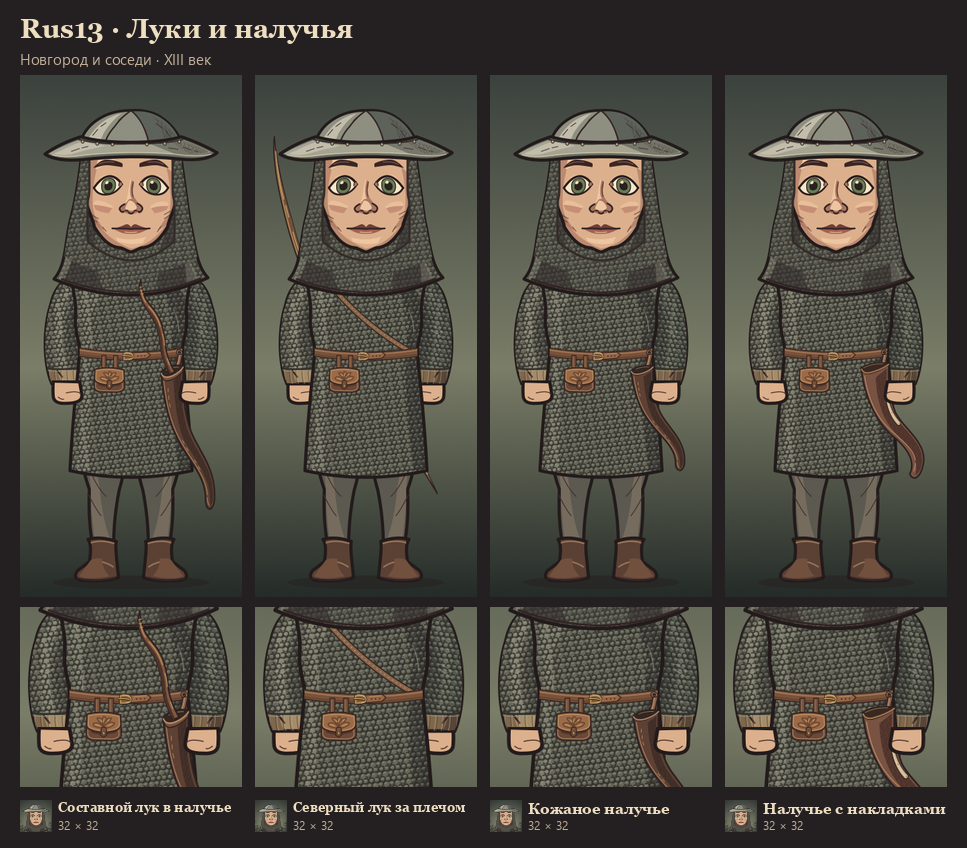 Rus13 · Луки и налучья
Новгород и соседи · XIII век
Составной лук в налучье
32 × 32
Северный лук за плечом
32 × 32
Кожаное налучье
32 × 32
Налучье с накладками
32 × 32